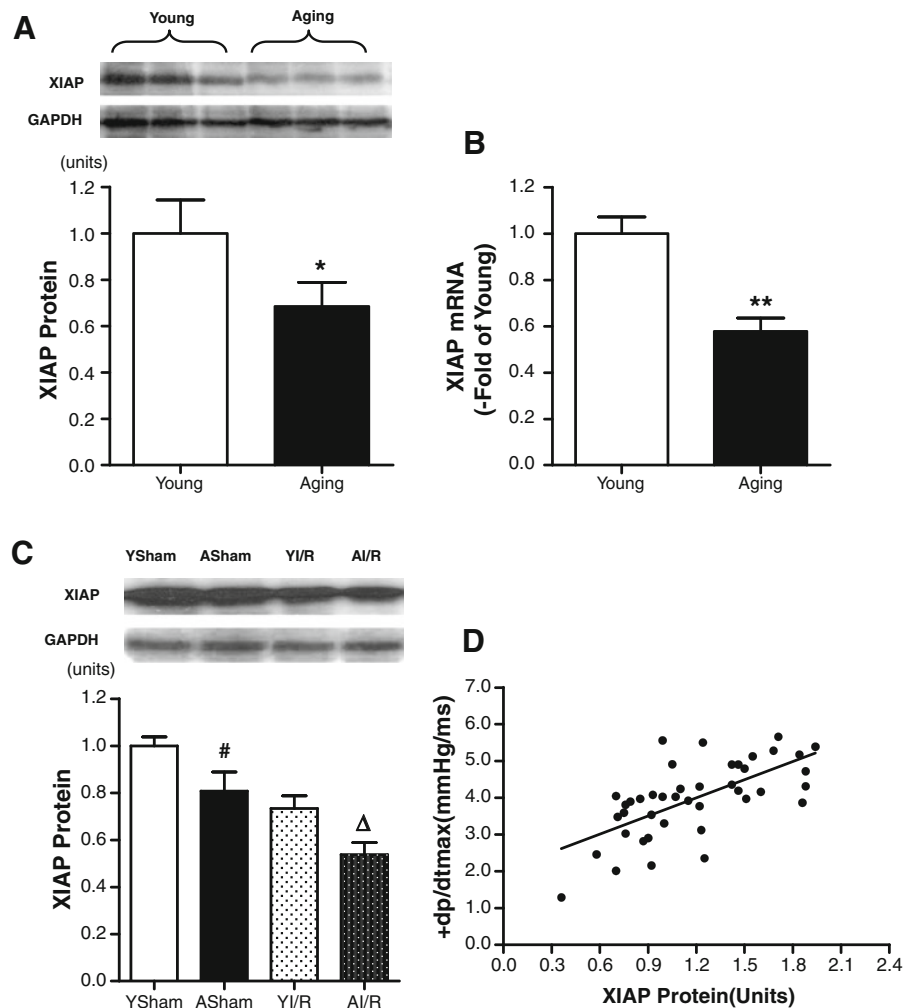 A
Young
Aging
XIAP
GAPDH
(units)
1.2
1.0
0.8
0.6
0.4
0.2
0.0
XIAP Protein
*
Young
Aging
B
1.2
1.0
0.8
0.6
0.4
0.2
0.0
XIAP mRNA
(-Fold of Young)
**
Young
Aging
C
YSham ASham YI/R AI/R
XIAP
GAPDH
(units)
1.2
1.0
0.8
0.6
0.4
0.2
0.0
XIAP Protein
#
Δ
YSham ASham YI/R AI/R
D
7.0
6.0
5.0
4.0
3.0
2.0
1.0
0.0
+dp/dtmax(mmHg/ms)
0.0 0.3 0.6 0.9 1.2 1.5 1.8 2.1 2.4
XIAP Protein(Units)